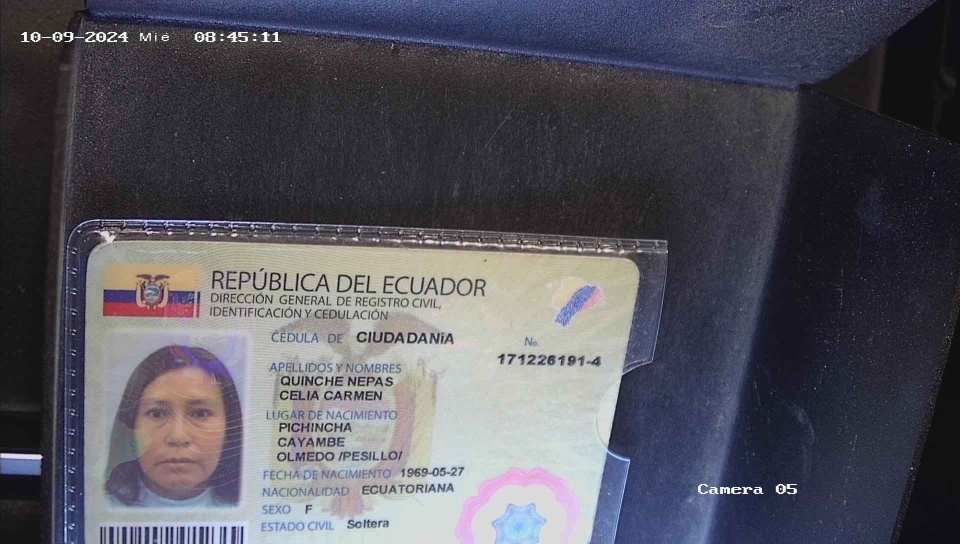 10-09-2024 Mié 08:45:11
REPÚBLICA DEL ECUADOR
DIRECCIÓN GENERAL DE REGISTRO CIVIL,
IDENTIFICACIÓN Y CEDULACIÓN
CÉDULA DE CIUDADANÍA
No.
171226191-4
APELLIDOS Y NOMBRES
QUINCHE NEPAS
CELIA CARMEN
LUGAR DE NACIMIENTO
PICHINCHA
CAYAMBE
OLMEDO /PESILLO/
FECHA DE NACIMIENTO 1969-05-27
NACIONALIDAD ECUATORIANA
SEXO F
ESTADO CIVIL Soltera
Camera 05